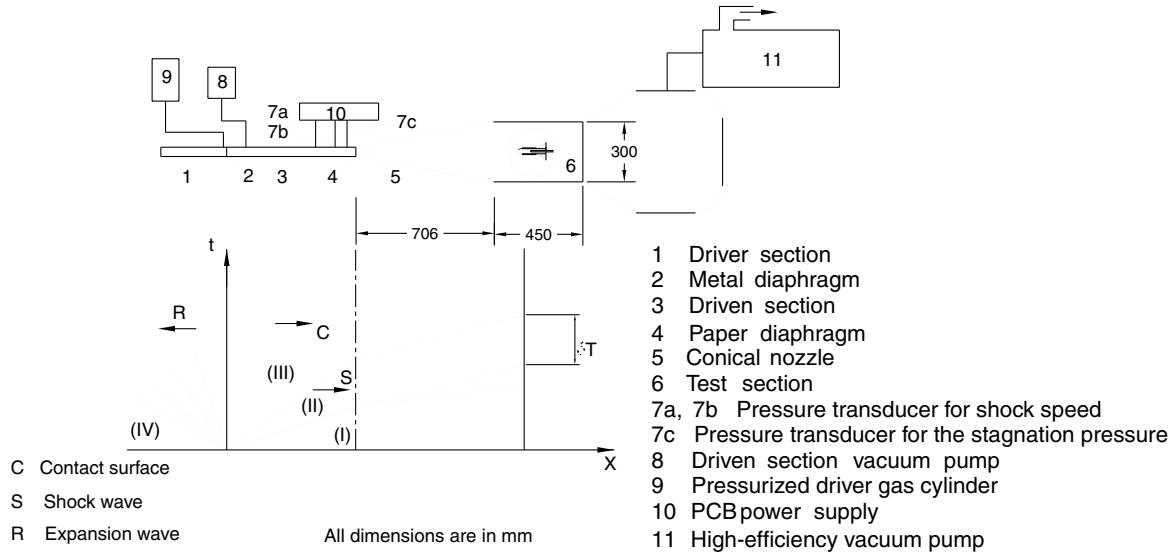 11
9
8
7a
10
7b
7c
6
300
1
2
3
4
5
706
450
t
R
C
(III)
S
(II)
(IV)
(I)
X
C Contact surface
S Shock wave
R Expansion wave
All dimensions are in mm
1 Driver section
2 Metal diaphragm
3 Driven section
4 Paper diaphragm
5 Conical nozzle
6 Test section
7a, 7b Pressure transducer for shock speed
7c Pressure transducer for the stagnation pressure
8 Driven section vacuum pump
9 Pressurized driver gas cylinder
10 PCB power supply
11 High-efficiency vacuum pump